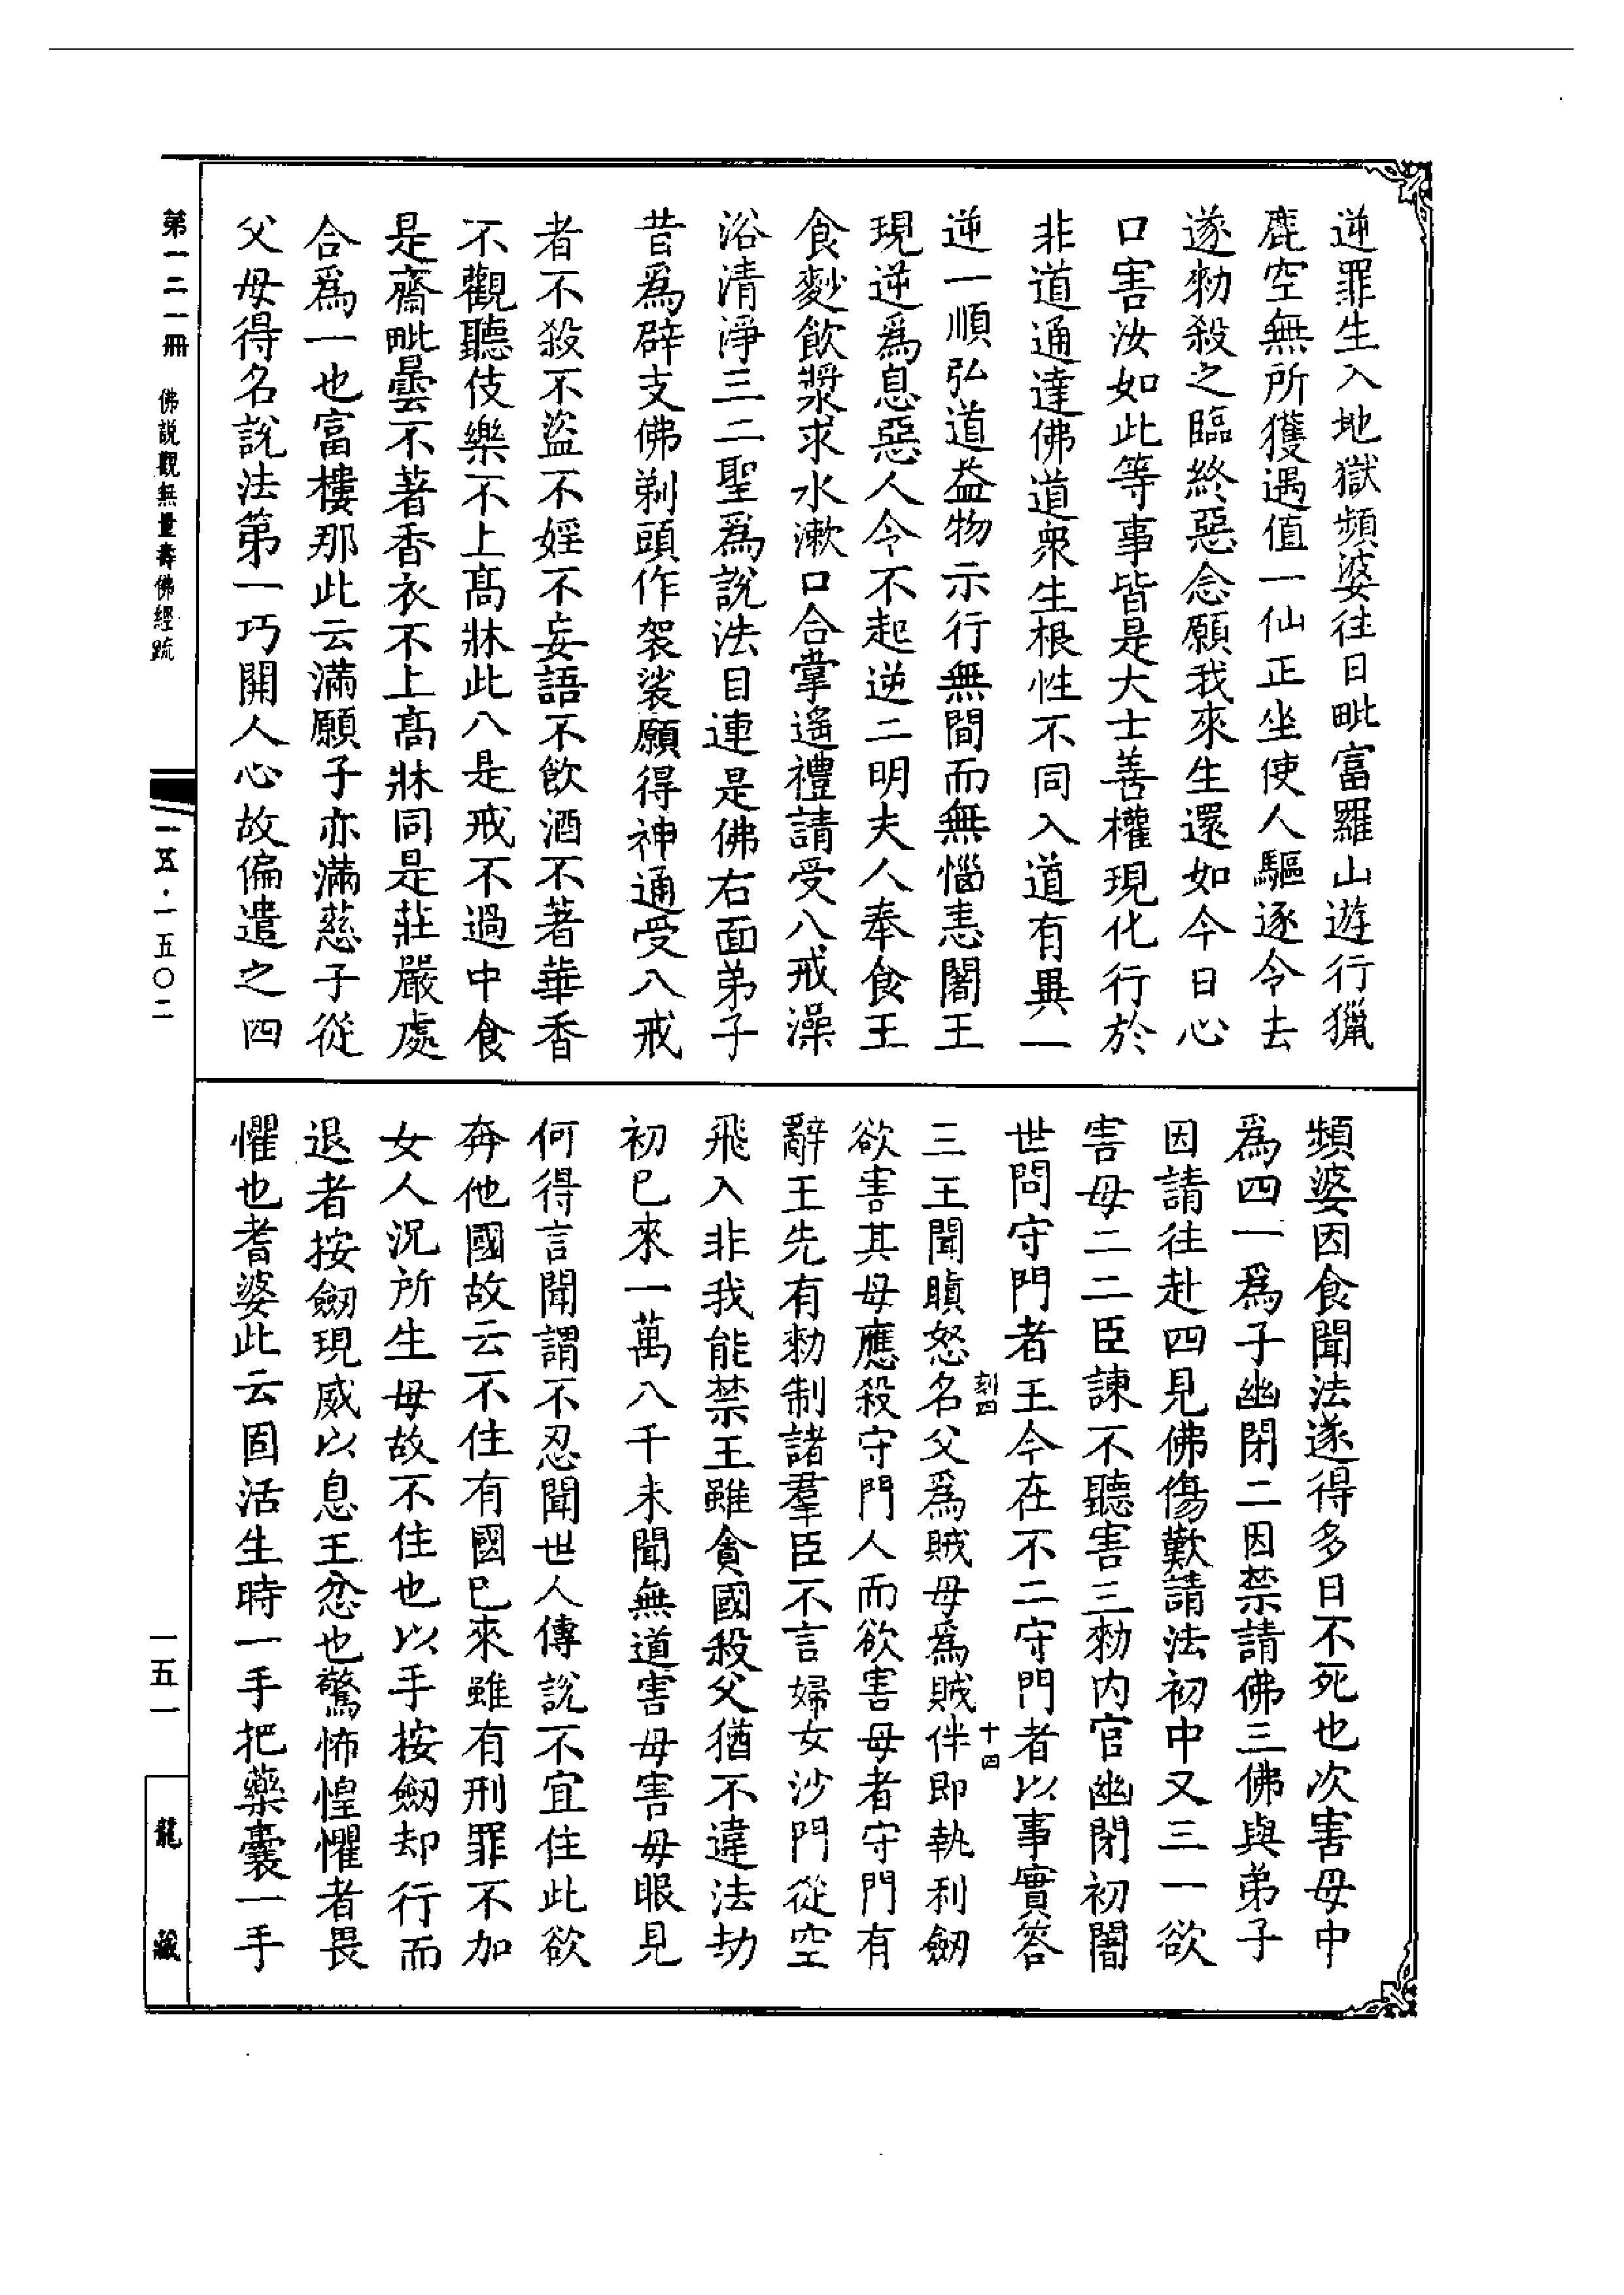 逆罪生入地獄頻婆往日毗富羅山遊行獵
鹿空無所獲遇值一仙正坐使人驅逐令去
遂勑殺之臨終惡念願我來生還如今日心
口害汝如此等事皆是大士善權現化行於
非道通達佛道衆生根性不同入道有異一
逆一順弘道益物示行無間而無惱恚闍王
現逆爲息惡人令不起逆二明夫人奉食王
食麨飲漿求水漱口合掌遙禮請受八戒澡
浴清淨三二聖爲說法目連是佛右面弟子
昔爲辟支佛剃頭作袈裟願得神通受八戒
者不殺不盜不婬不妄語不飲酒不著華香
不觀聽伎樂不上髙牀此八是戒不過中食
是齋毗曇不著香衣不上髙牀同是莊嚴處
合爲一也富樓那此云滿願子亦滿慈子從
父母得名說法第一巧開人心故偏遣之四
頻婆因食聞法遂得多日不死也次害母中
爲四一爲子幽閉二因禁請佛三佛與弟子
因請往赴四見佛傷歎請法初中又三一欲
害母二二臣諫不聽害三勑内官幽閉初闍
世問守門者王今在不二守門者以事實答
三王聞瞋怒名父爲賊母爲賊伴即執利劒
刻四
十四
欲害其母應殺守門人而欲害母者守門有
辭王先有勑制諸羣臣不言婦女沙門從空
飛入非我能禁王雖貪國殺父猶不違法劫
初已來一萬八千未聞無道害母害母眼見
何得言聞謂不忍聞世人傳說不宜住此欲
奔他國故云不住有國已來雖有刑罪不加
女人況所生母故不住也以手按劒却行而
退者按劒現威以息王忿也驚怖惶懼者畏
懼也耆婆此云固活生時一手把藥囊一手
第一二一冊
佛說觀無量壽佛經疏
一五·一五〇二
一五一
龍藏